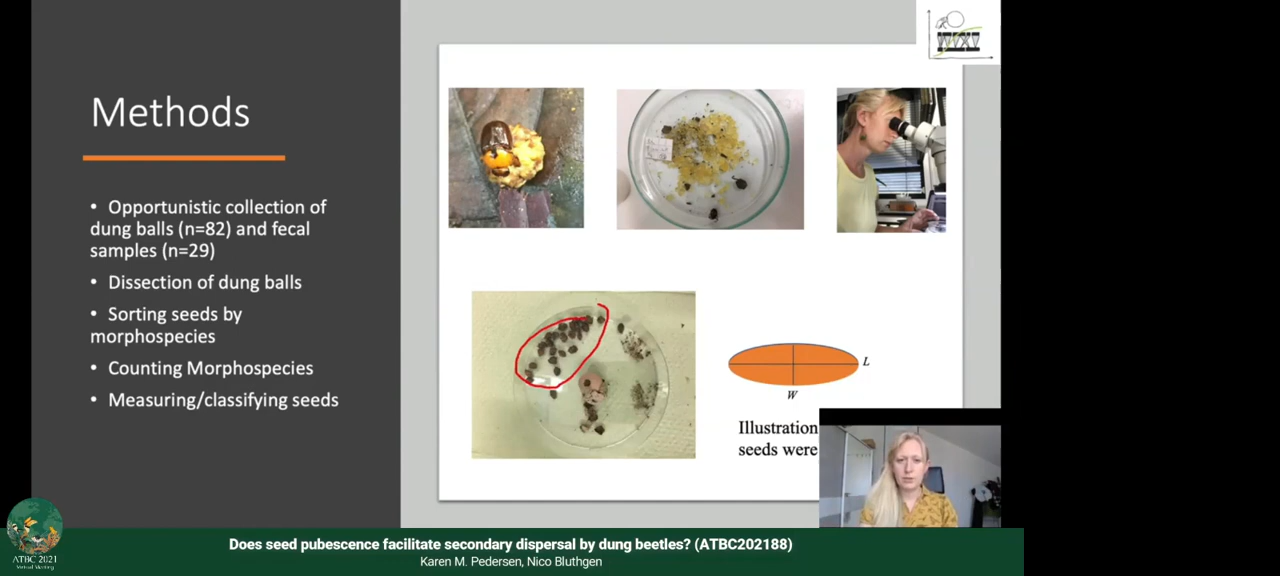 Methods
• Opportunistic collection of
dung balls (n=82) and fecal
samples (n=29)
• Dissection of dung balls
• Sorting seeds by
morphospecies
• Counting Morphospecies
• Measuring/classifying seeds
L
W
Illustration
seeds were
ATBC 2021
Virtual Meeting
Does seed pubescence facilitate secondary dispersal by dung beetles? (ATBC202188)
Karen M. Pedersen, Nico Bluthgen